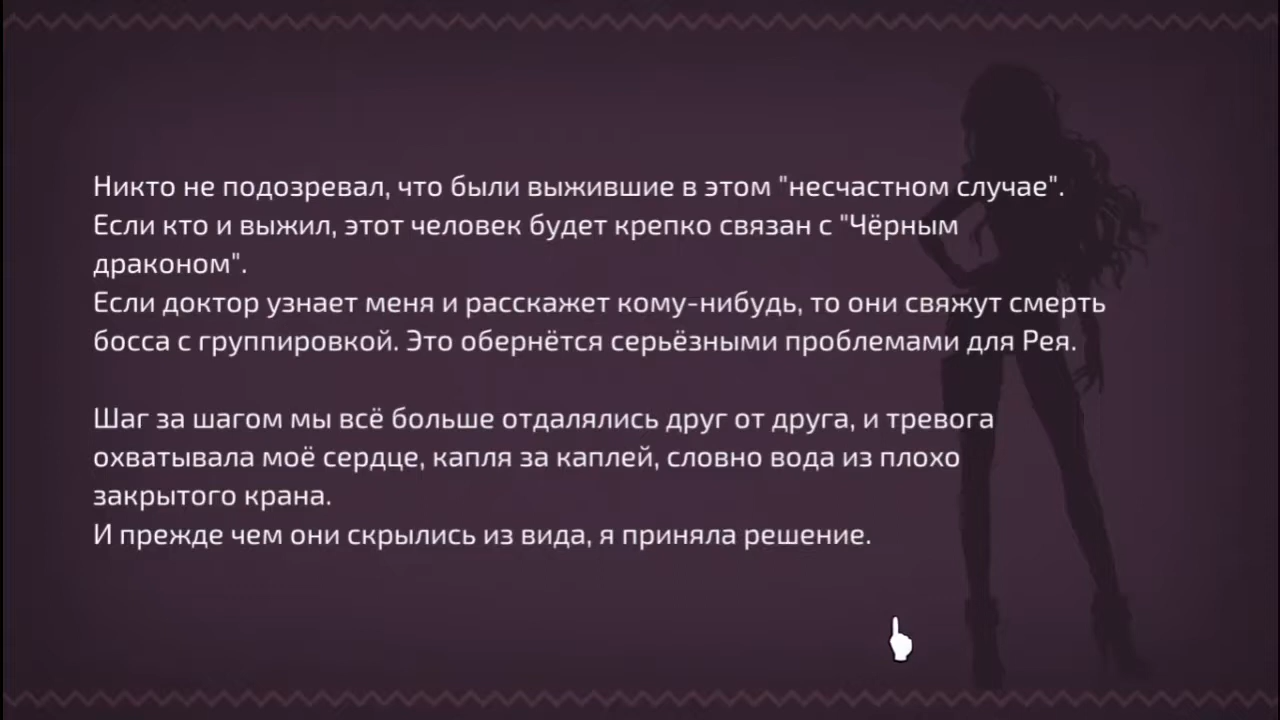 Никто не подозревал, что были выжившие в этом "несчастном случае".
Если кто и выжил, этот человек будет крепко связан с "Чёрным
драконом".
Если доктор узнает меня и расскажет кому-нибудь, то они свяжут смерть
босса с группировкой. Это обернётся серьёзными проблемами для Рея.
Шаг за шагом мы всё больше отдалялись друг от друга, и тревога
охватывала моё сердце, капля за каплей, словно вода из плохо
закрытого крана.
И прежде чем они скрылись из вида, я приняла решение.